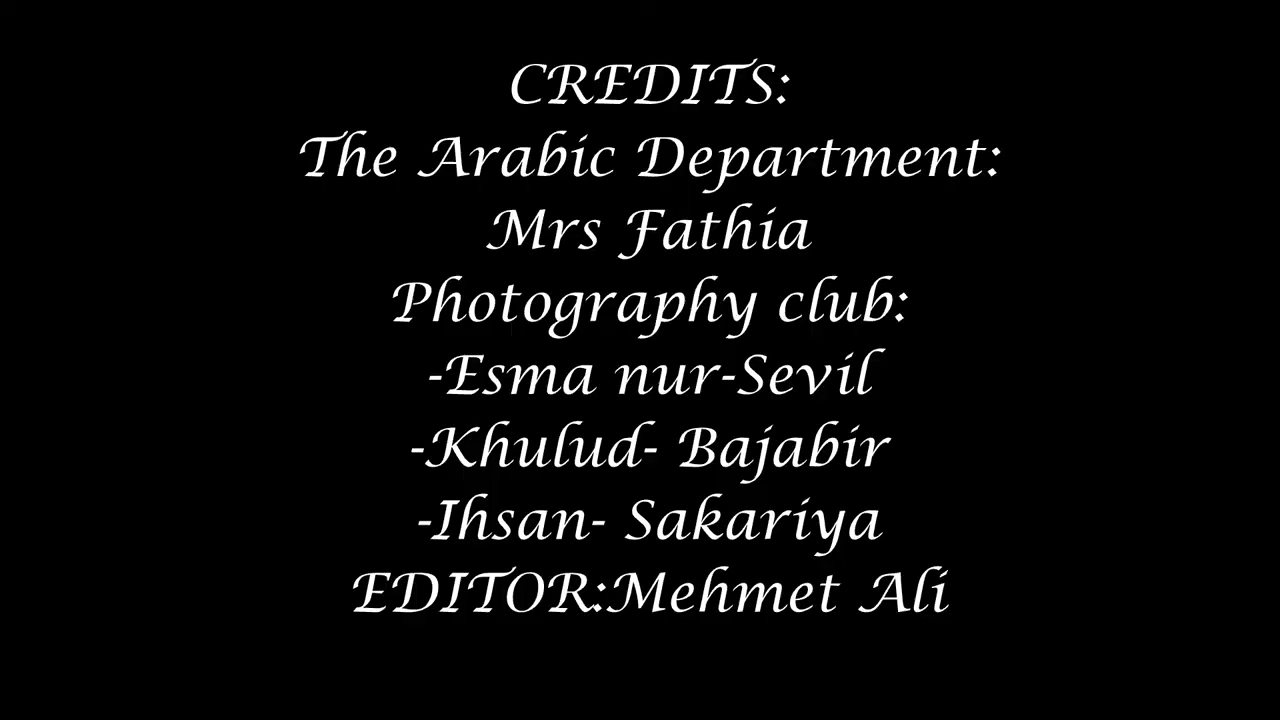 CREDITS:
The Arabic Department:
Mrs Fathia
Photography club:
-Esma nur-Sevil
-Khulud- Bajabir
-Ihsan- Sakariya
EDITOR:Mehmet Ali